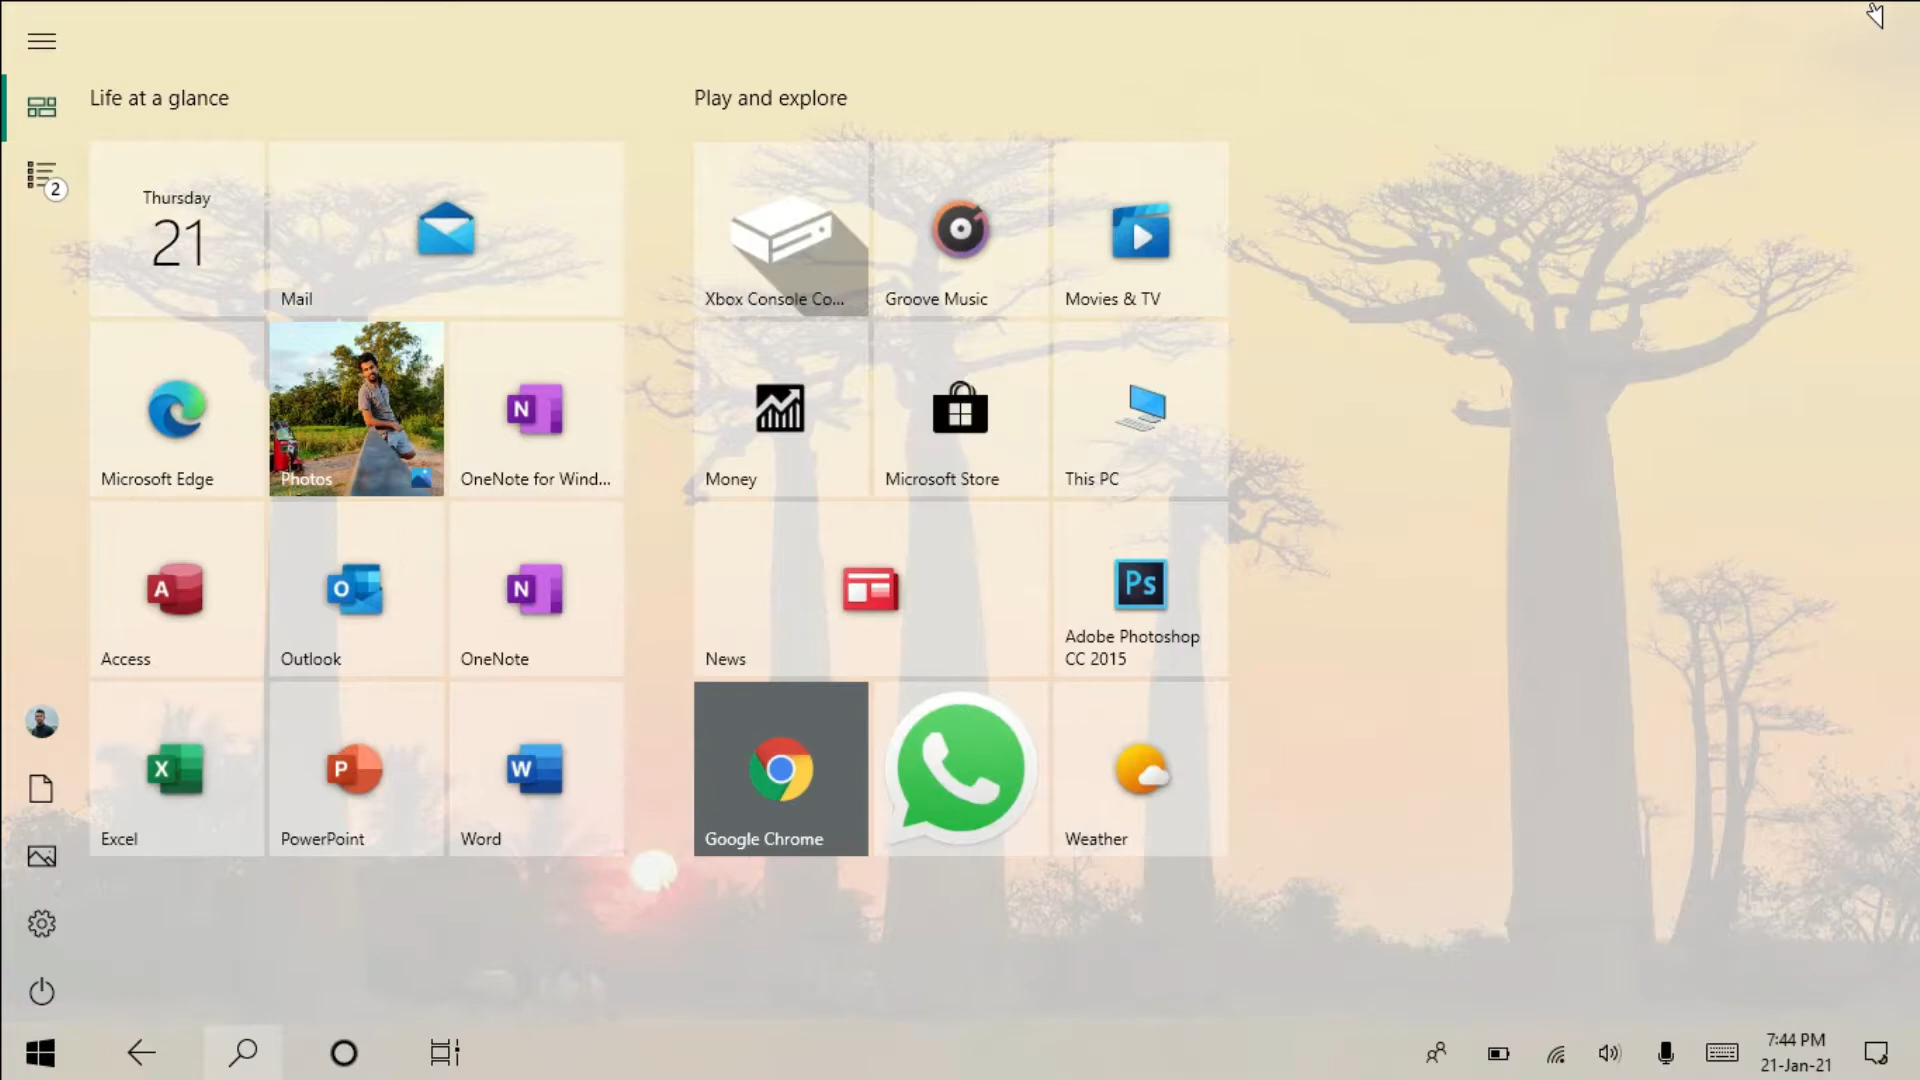 Life at a glance
Play and explore
2
Thursday
21
Mail
Xbox Console Co...
Groove Music
Movies & TV
Microsoft Edge
Photos
N
OneNote for Wind...
Money
Microsoft Store
This PC
A
Access
O
Outlook
N
OneNote
News
Ps
Adobe Photoshop
CC 2015
X
Excel
P
PowerPoint
W
Word
Google Chrome
Weather
7:44 PM
21-Jan-21